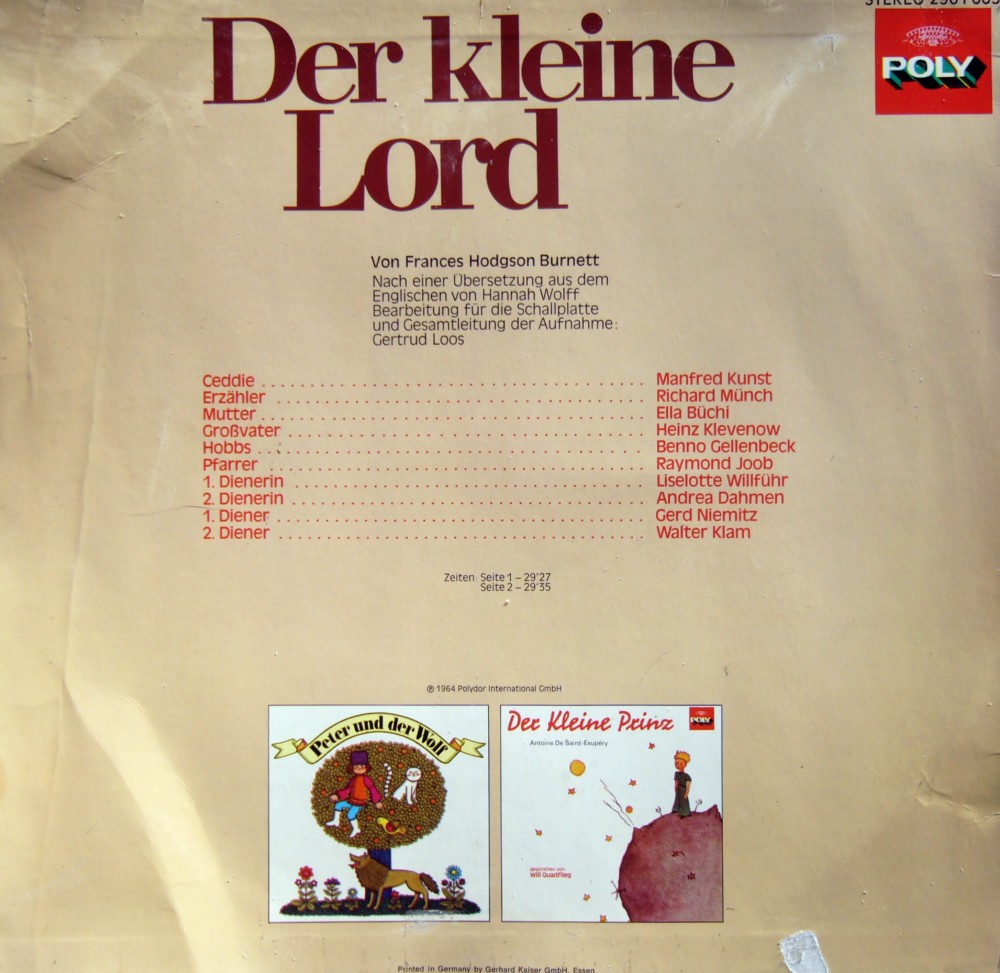 Der kleine
Lord
POLY
Von Frances Hodgson Burnett
Nach einer Übersetzung aus dem
Englischen von Hannah Wolff
Bearbeitung für die Schallplatte
und Gesamtleitung der Aufnahme:
Gertrud Loos
Ceddie . . . . . . . . . . . . . . . . . . . . Manfred Kunst
Erzähler . . . . . . . . . . . . . . . . . . . . Richard Münch
Mutter . . . . . . . . . . . . . . . . . . . . Ella Büchi
Großvater . . . . . . . . . . . . . . . . . . . . Heinz Klevenow
Hobbs . . . . . . . . . . . . . . . . . . . . Benno Gellenbeck
Pfarrer . . . . . . . . . . . . . . . . . . . . Raymond Joob
1. Dienerin . . . . . . . . . . . . . . . . . . . . Liselotte Willführ
2. Dienerin . . . . . . . . . . . . . . . . . . . . Andrea Dahmen
1. Diener . . . . . . . . . . . . . . . . . . . . Gerd Niemitz
2. Diener . . . . . . . . . . . . . . . . . . . . Walter Klam
Zeiten: Seite 1 – 29'27
Seite 2 – 29'35
℗ 1964 Polydor International GmbH
Peter und der Wolf
Der Kleine Prinz
POLY
Antoine De Saint-Exupéry
gesprochen von
Will Quadflieg
Printed in Germany by Gerhard Kaiser GmbH, Essen